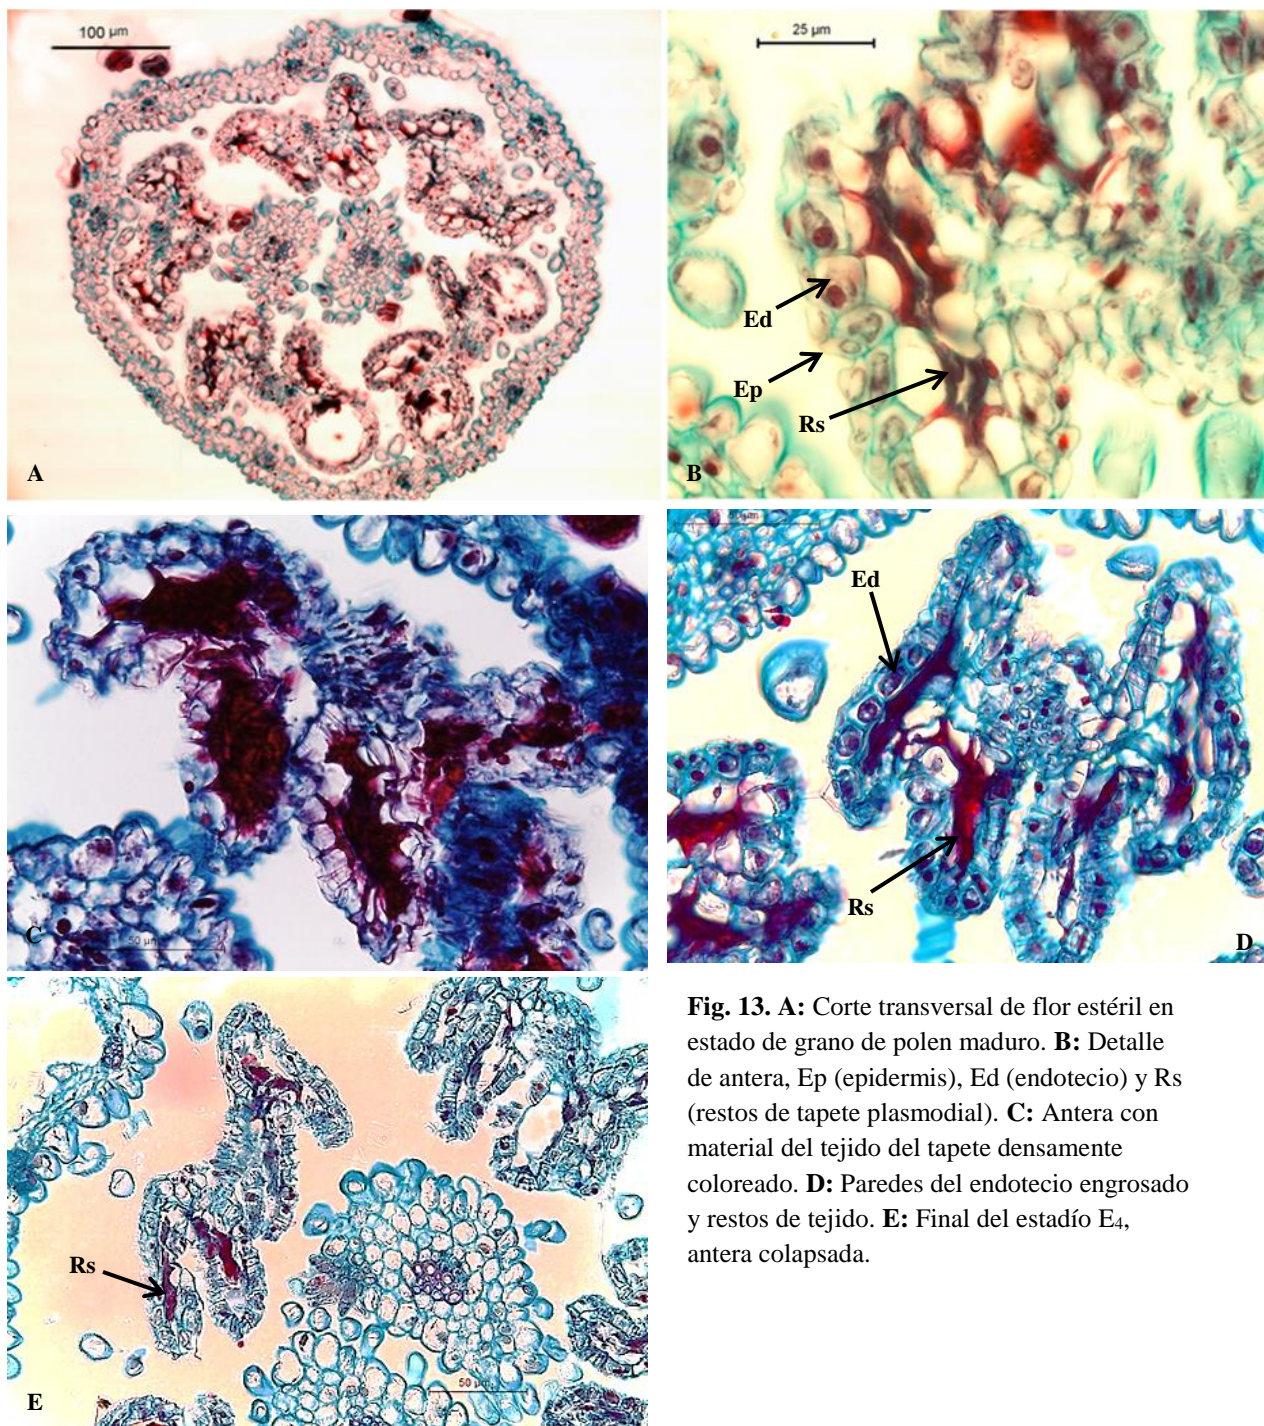 100 µm
A
25 µm
Ed
Ep
Rs
B
C
50 µm
Ed
Rs
D
Rs
50 µm
E
Fig. 13. A: Corte transversal de flor estéril en
estado de grano de polen maduro. B: Detalle
de antera, Ep (epidermis), Ed (endotecio) y Rs
(restos de tapete plasmodial). C: Antera con
material del tejido del tapete densamente
coloreado. D: Paredes del endotecio engrosado
y restos de tejido. E: Final del estadío E₄,
antera colapsada.